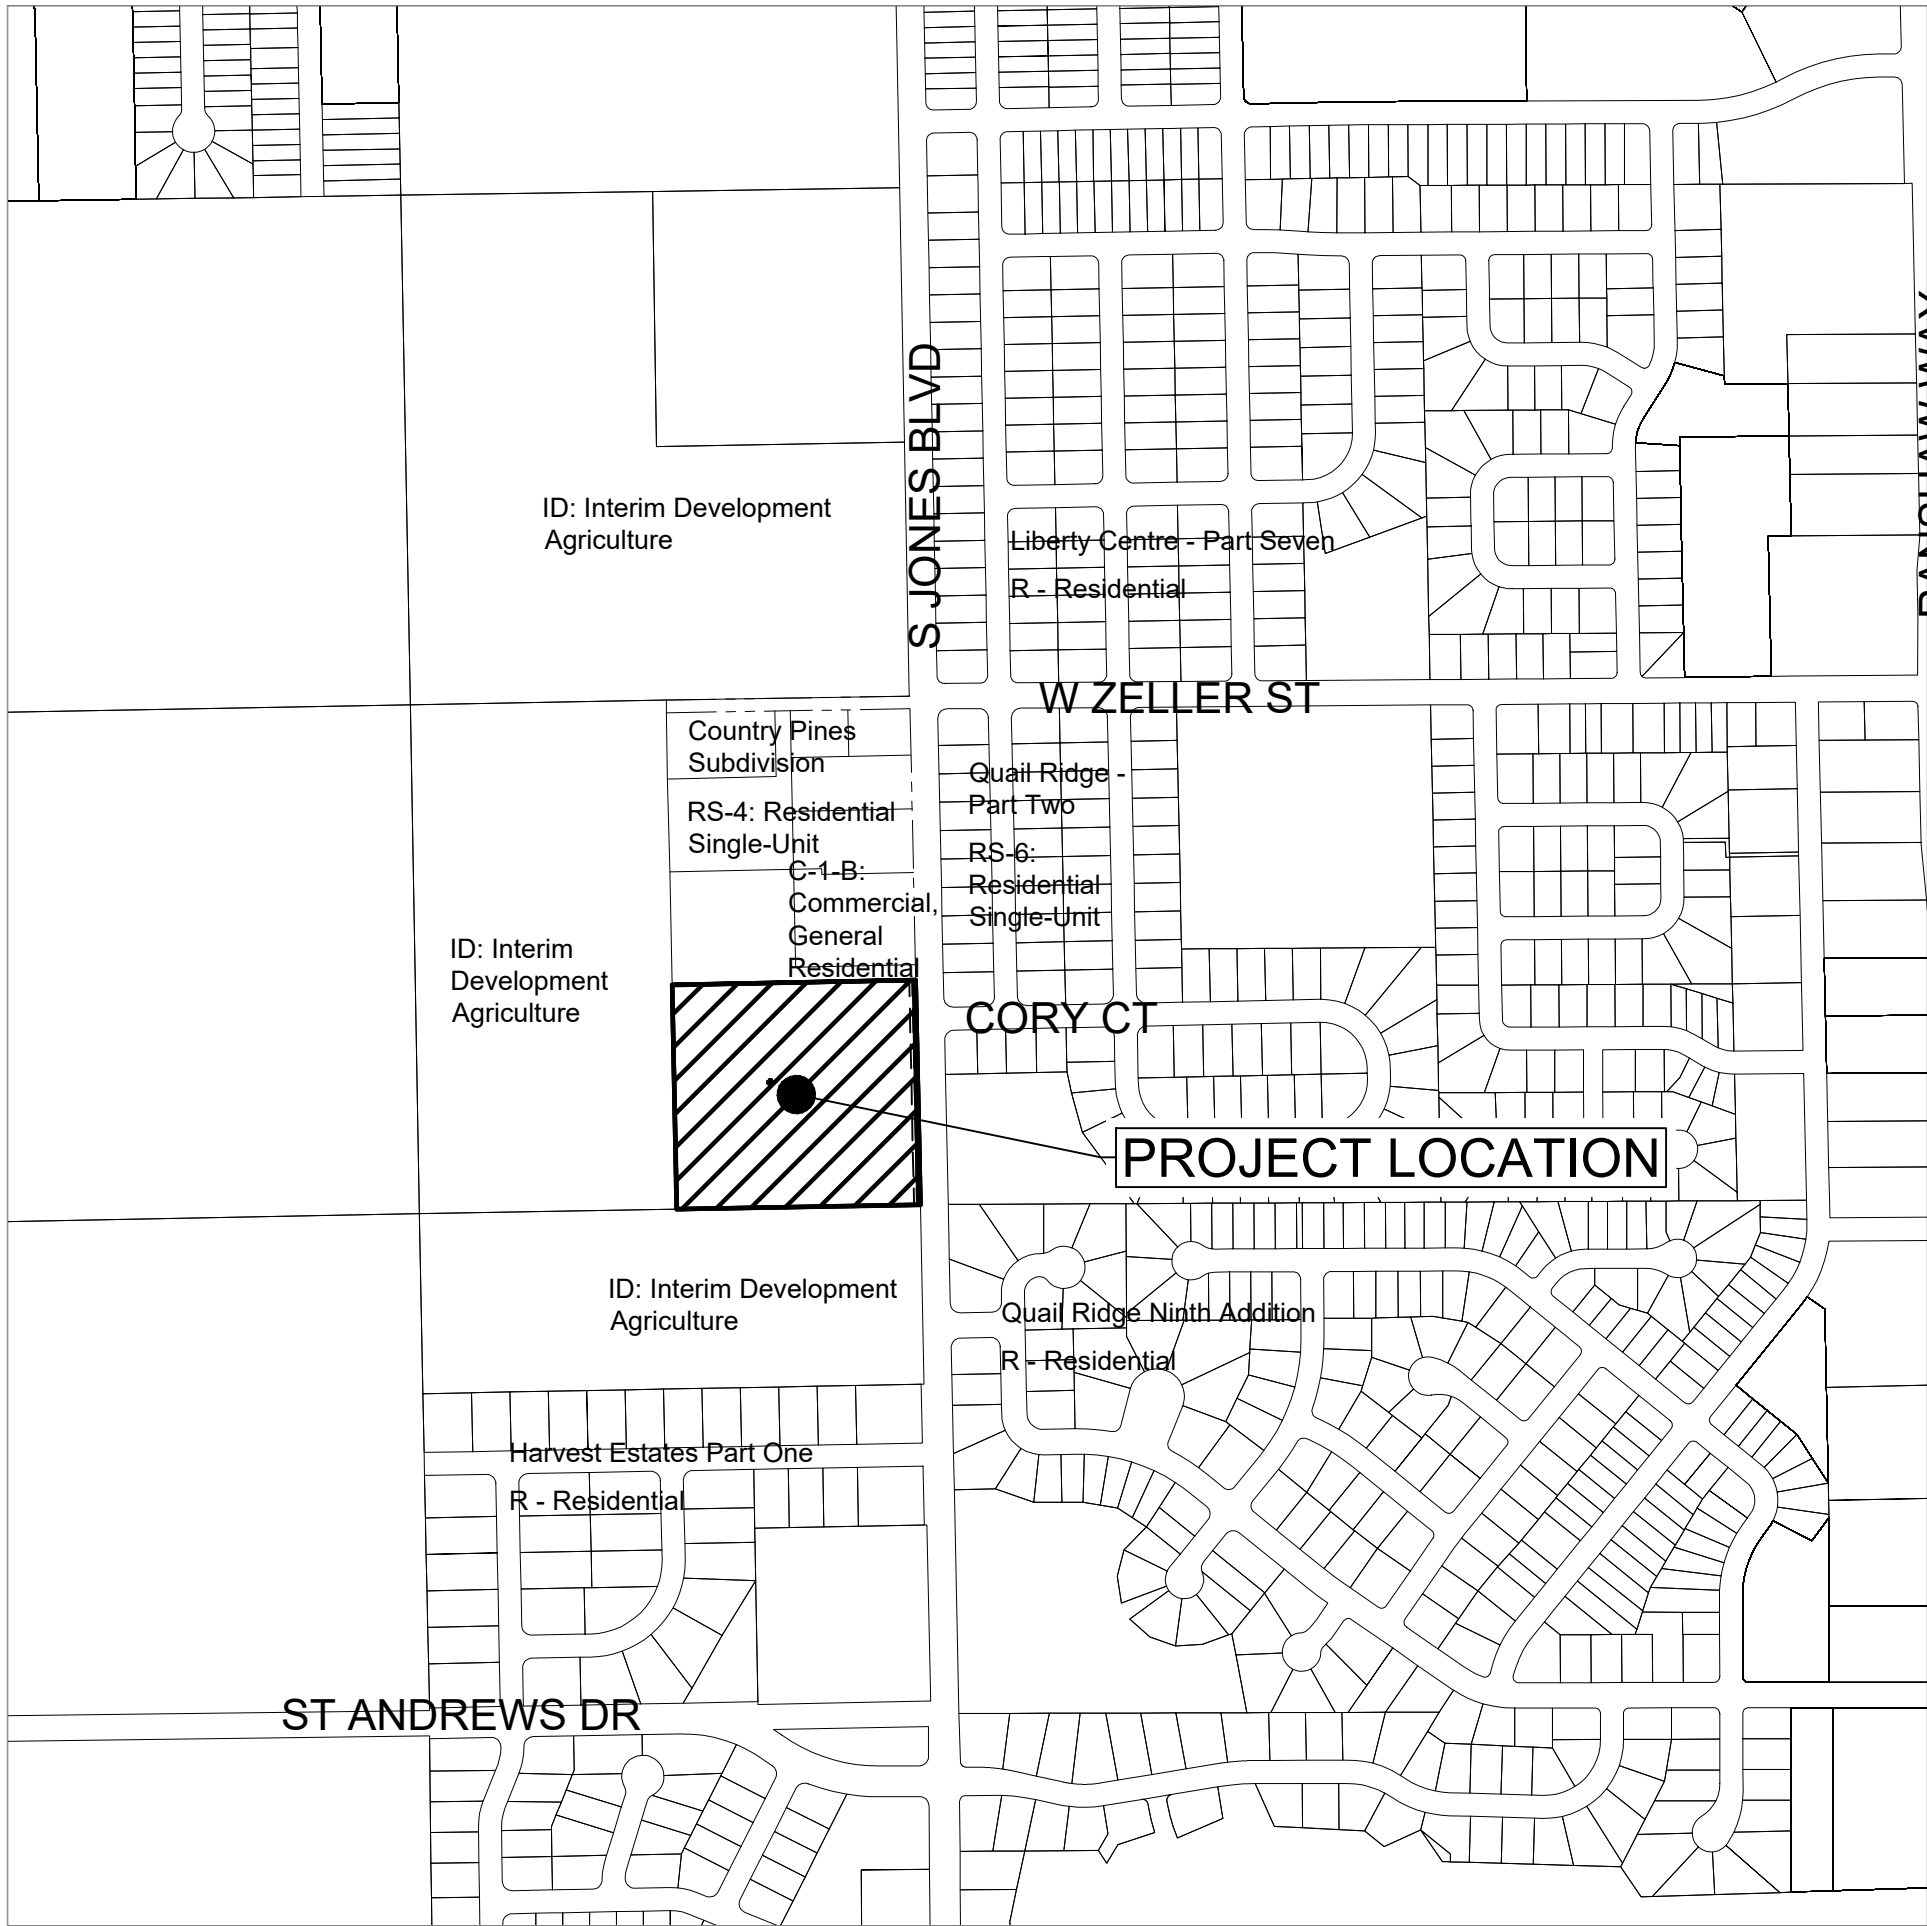 S JONES BLVD
ID: Interim Development
Agriculture
Liberty Centre - Part Seven
R - Residential
W ZELLER ST
Country Pines
Subdivision
RS-4: Residential
Single-Unit
Quail Ridge -
Part Two
RS-6:
Residential
Single-Unit
C-1-B:
Commercial,
General
Residential
ID: Interim
Development
Agriculture
CORY CT
PROJECT LOCATION
ID: Interim Development
Agriculture
Quail Ridge Ninth Addition
R - Residential
Harvest Estates Part One
R - Residential
ST ANDREWS DR